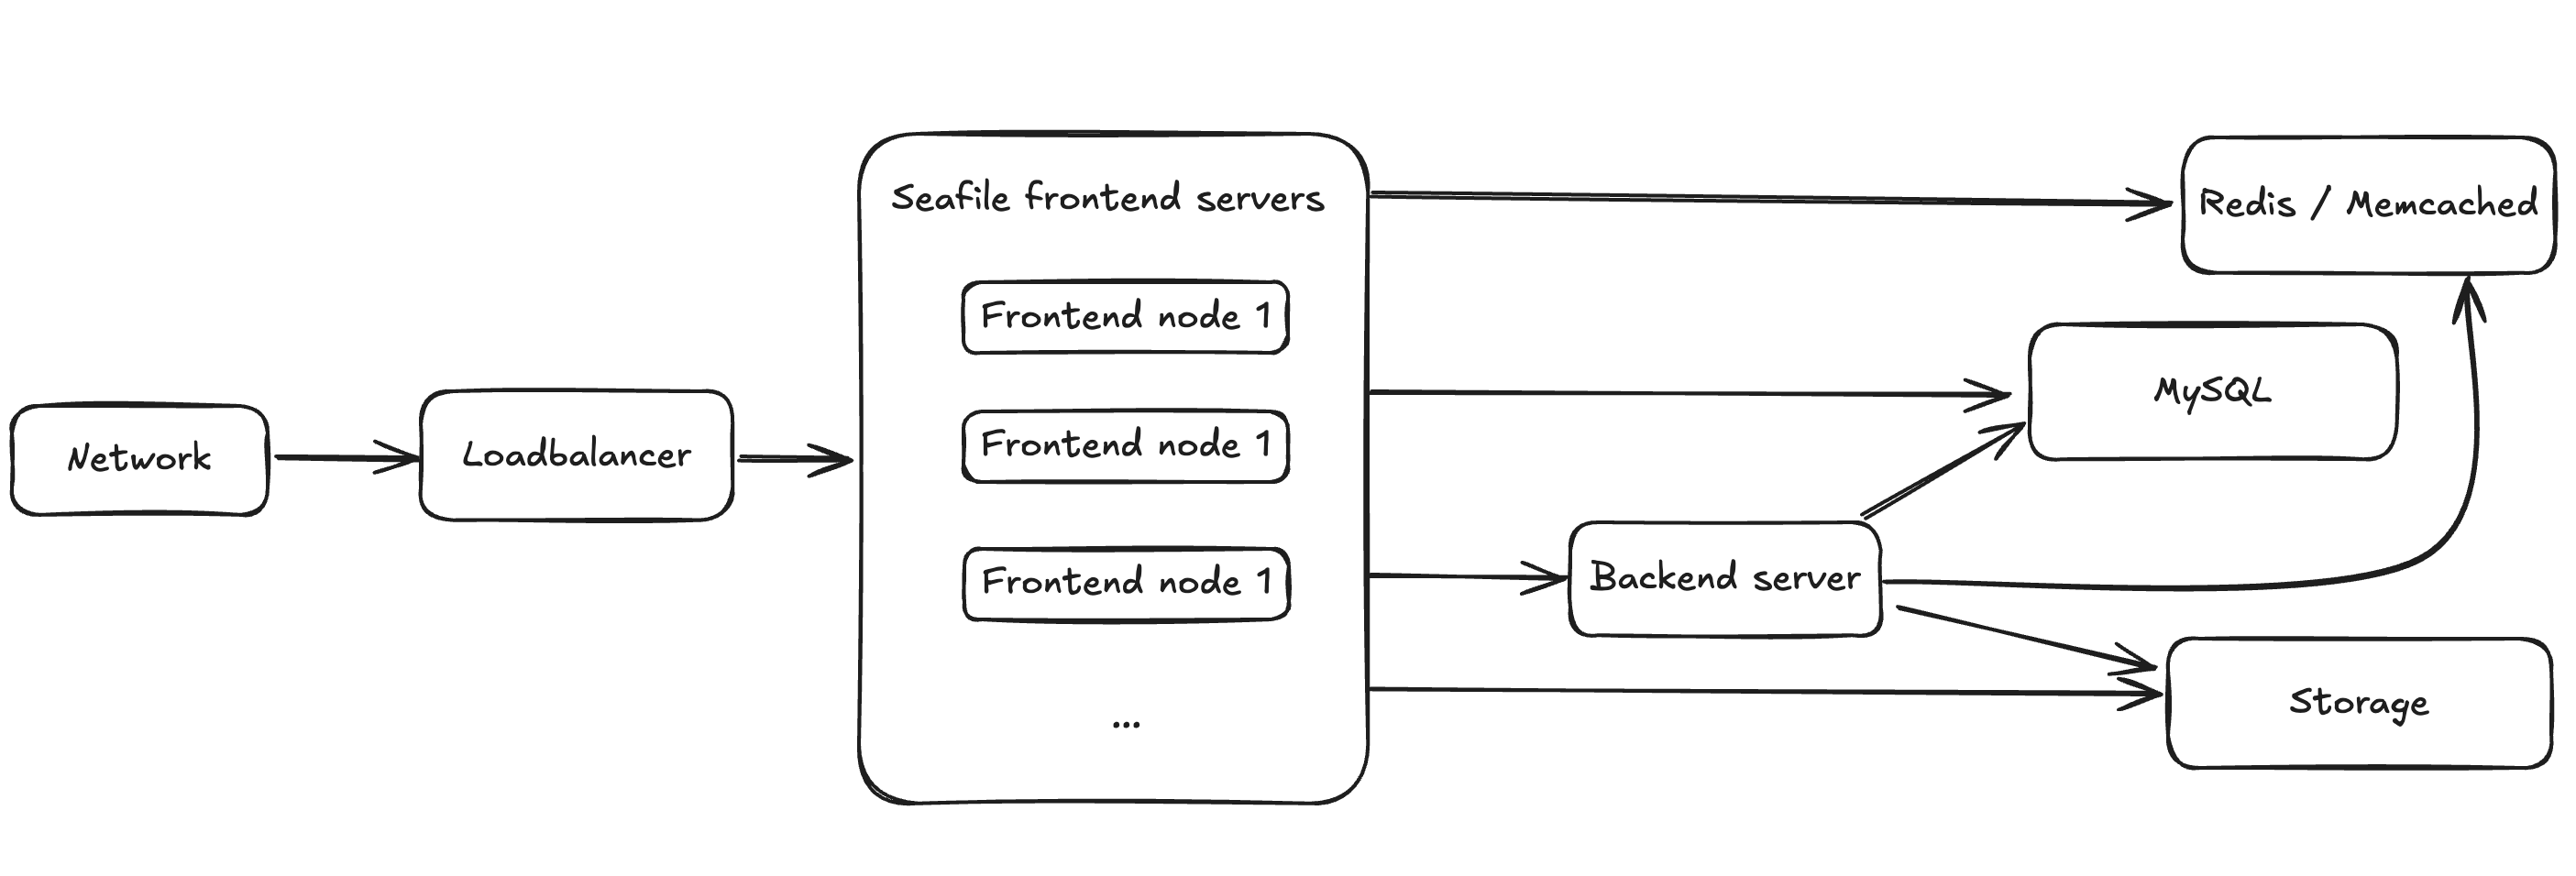 Network
Loadbalancer
Seafile frontend servers
Frontend node 1
Frontend node 1
Frontend node 1
...
Redis / Memcached
MySQL
Backend server
Storage